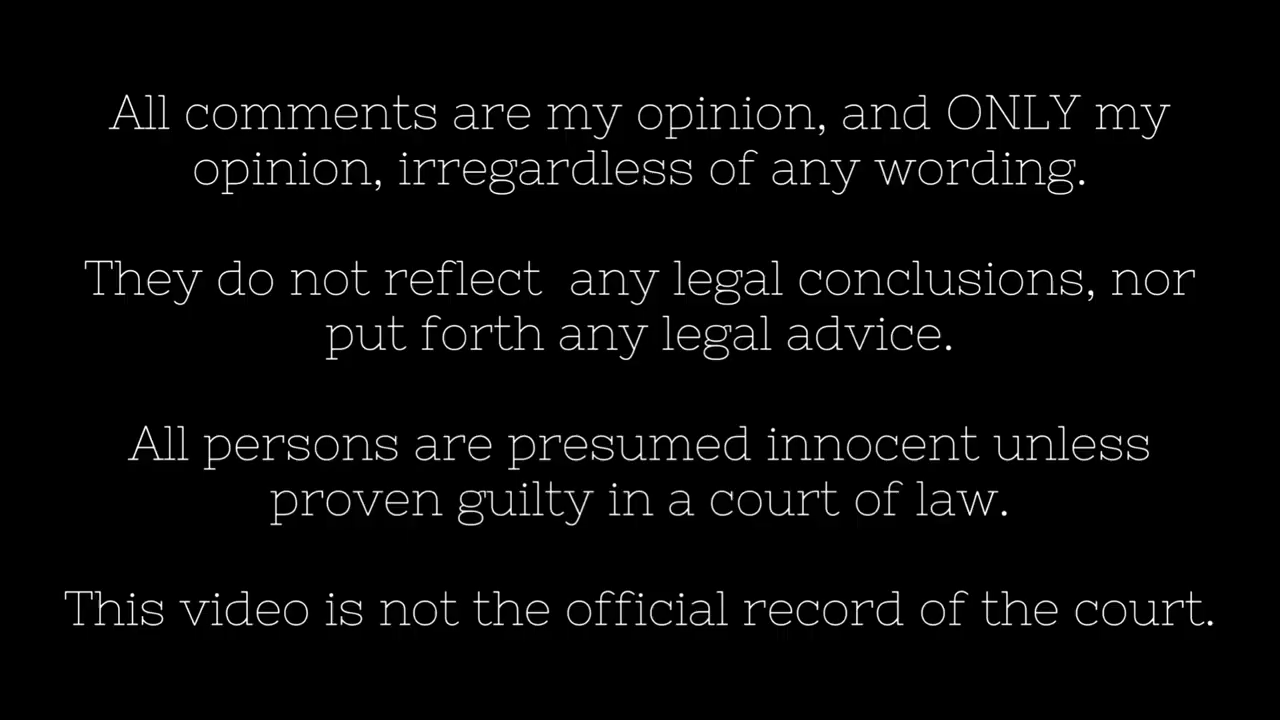 All comments are my opinion, and ONLY my
opinion, irregardless of any wording.
They do not reflect  any legal conclusions, nor
put forth any legal advice.
All persons are presumed innocent unless
proven guilty in a court of law.
This video is not the official record of the court.